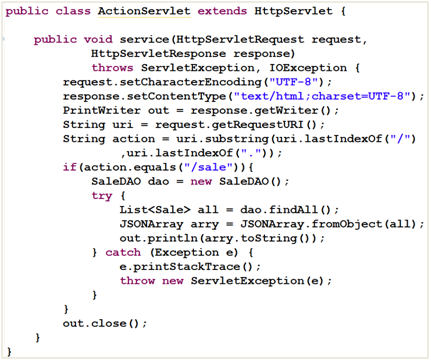 public class ActionServlet extends HttpServlet {
public void service(HttpServletRequest request,
HttpServletResponse response)
throws ServletException, IOException {
request.setCharacterEncoding("UTF-8");
response.setContentType("text/html;charset=UTF-8");
PrintWriter out = response.getWriter();
String uri = request.getRequestURI();
String action = uri.substring(uri.lastIndexOf("/")
,uri.lastIndexOf("."));
if(action.equals("/sale")){
SaleDAO dao = new SaleDAO();
try {
List<Sale> all = dao.findAll();
JSONArray arry = JSONArray.fromObject(all);
out.println(arry.toString());
} catch (Exception e) {
e.printStackTrace();
throw new ServletException(e);
}
}
out.close();
}
}